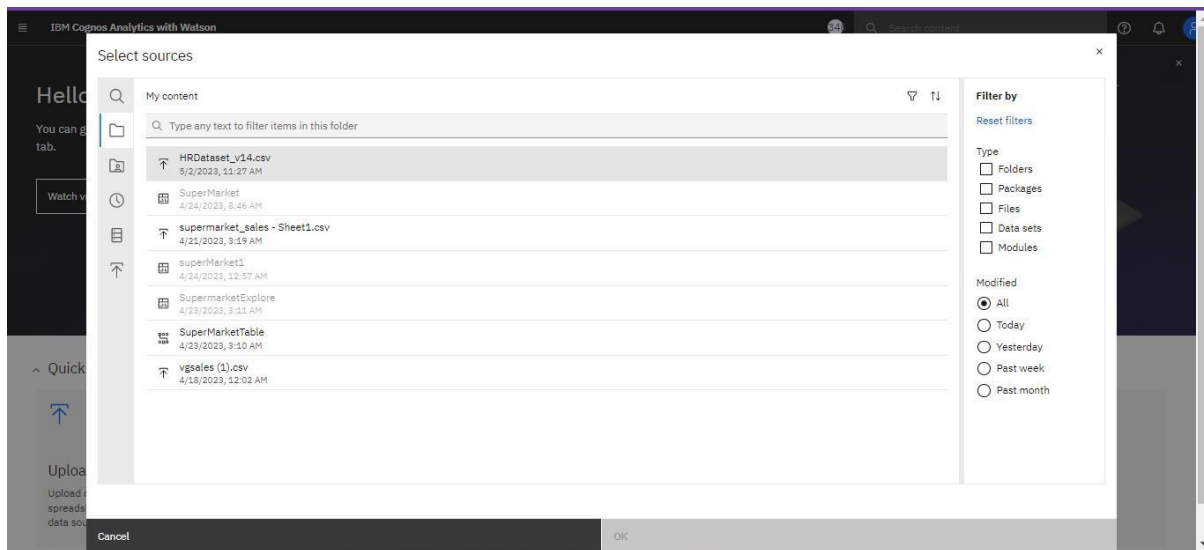 IBM Cognos Analytics with Watson
34
Search content
Select sources
Hello
You can g
tab.
Watch vi
My content
Type any text to filter items in this folder
HRDataset_v14.csv
5/2/2023, 11:27 AM
SuperMarket
4/24/2023, 8:46 AM
supermarket_sales - Sheet1.csv
4/21/2023, 3:19 AM
superMarket1
4/24/2023, 12:57 AM
SupermarketExplore
4/23/2023, 3:11 AM
SuperMarketTable
4/23/2023, 3:10 AM
vgsales (1).csv
4/18/2023, 12:02 AM
Filter by
Reset filters
Type
Folders
Packages
Files
Data sets
Modules
Modified
All
Today
Yesterday
Past week
Past month
Quick
Uploa
Upload
spreads
data sou
Cancel
OK